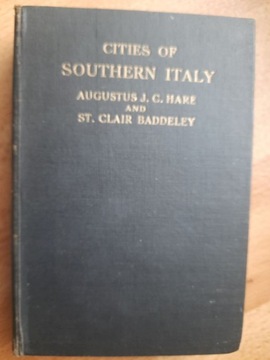 CITIES OF
SOUTHERN ITALY
AUGUSTUS J. C. HARE
AND
ST. CLAIR BADDELEY